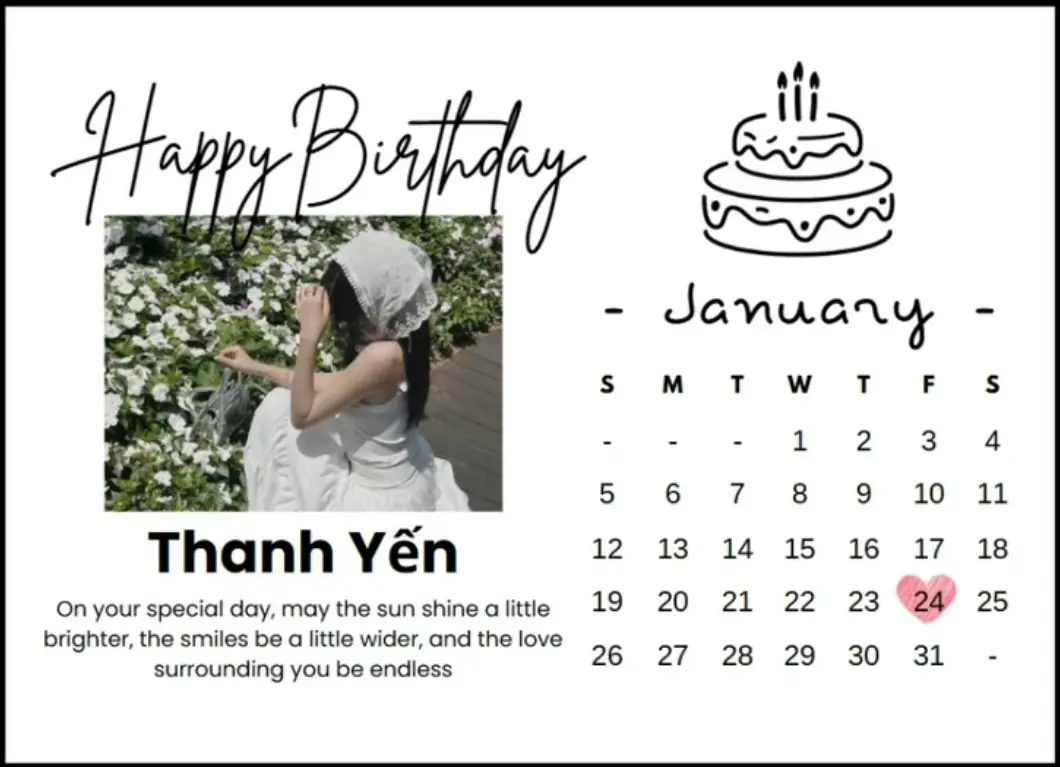 Happy Birthday
Thanh Yến
On your special day, may the sun shine a little
brighter, the smiles be a little wider, and the love
surrounding you be endless
- January -
S M T W T F S
- - - 1 2 3 4
5 6 7 8 9 10 11
12 13 14 15 16 17 18
19 20 21 22 23 24 25
26 27 28 29 30 31 -